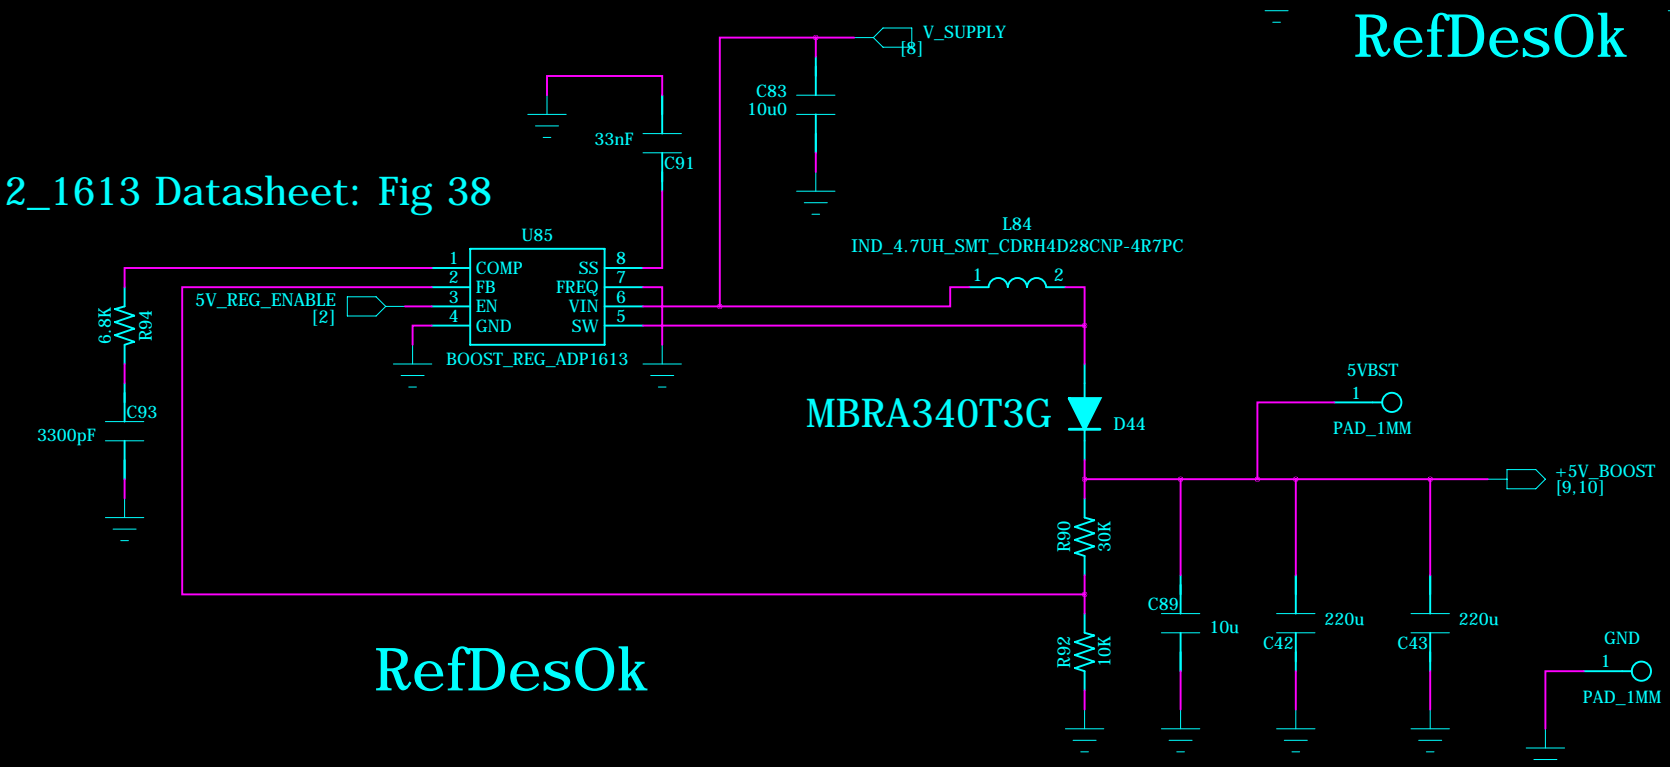 RefDesOk
V_SUPPLY
[8]
C83
10u0
33nF
C91
2_1613 Datasheet: Fig 38
L84
IND_4.7UH_SMT_CDRH4D28CNP-4R7PC
1 2
U85
1 COMP SS 8
2 FB FREQ 7
3 EN VIN 6
4 GND SW 5
BOOST_REG_ADP1613
5V_REG_ENABLE
[2]
6.8K
R94
C93
3300pF
MBRA340T3G
D44
5VBST
1
PAD_1MM
+5V_BOOST
[9,10]
R90
30K
R92
10K
C89
10u
C42
220u
C43
220u
GND
1
PAD_1MM
RefDesOk